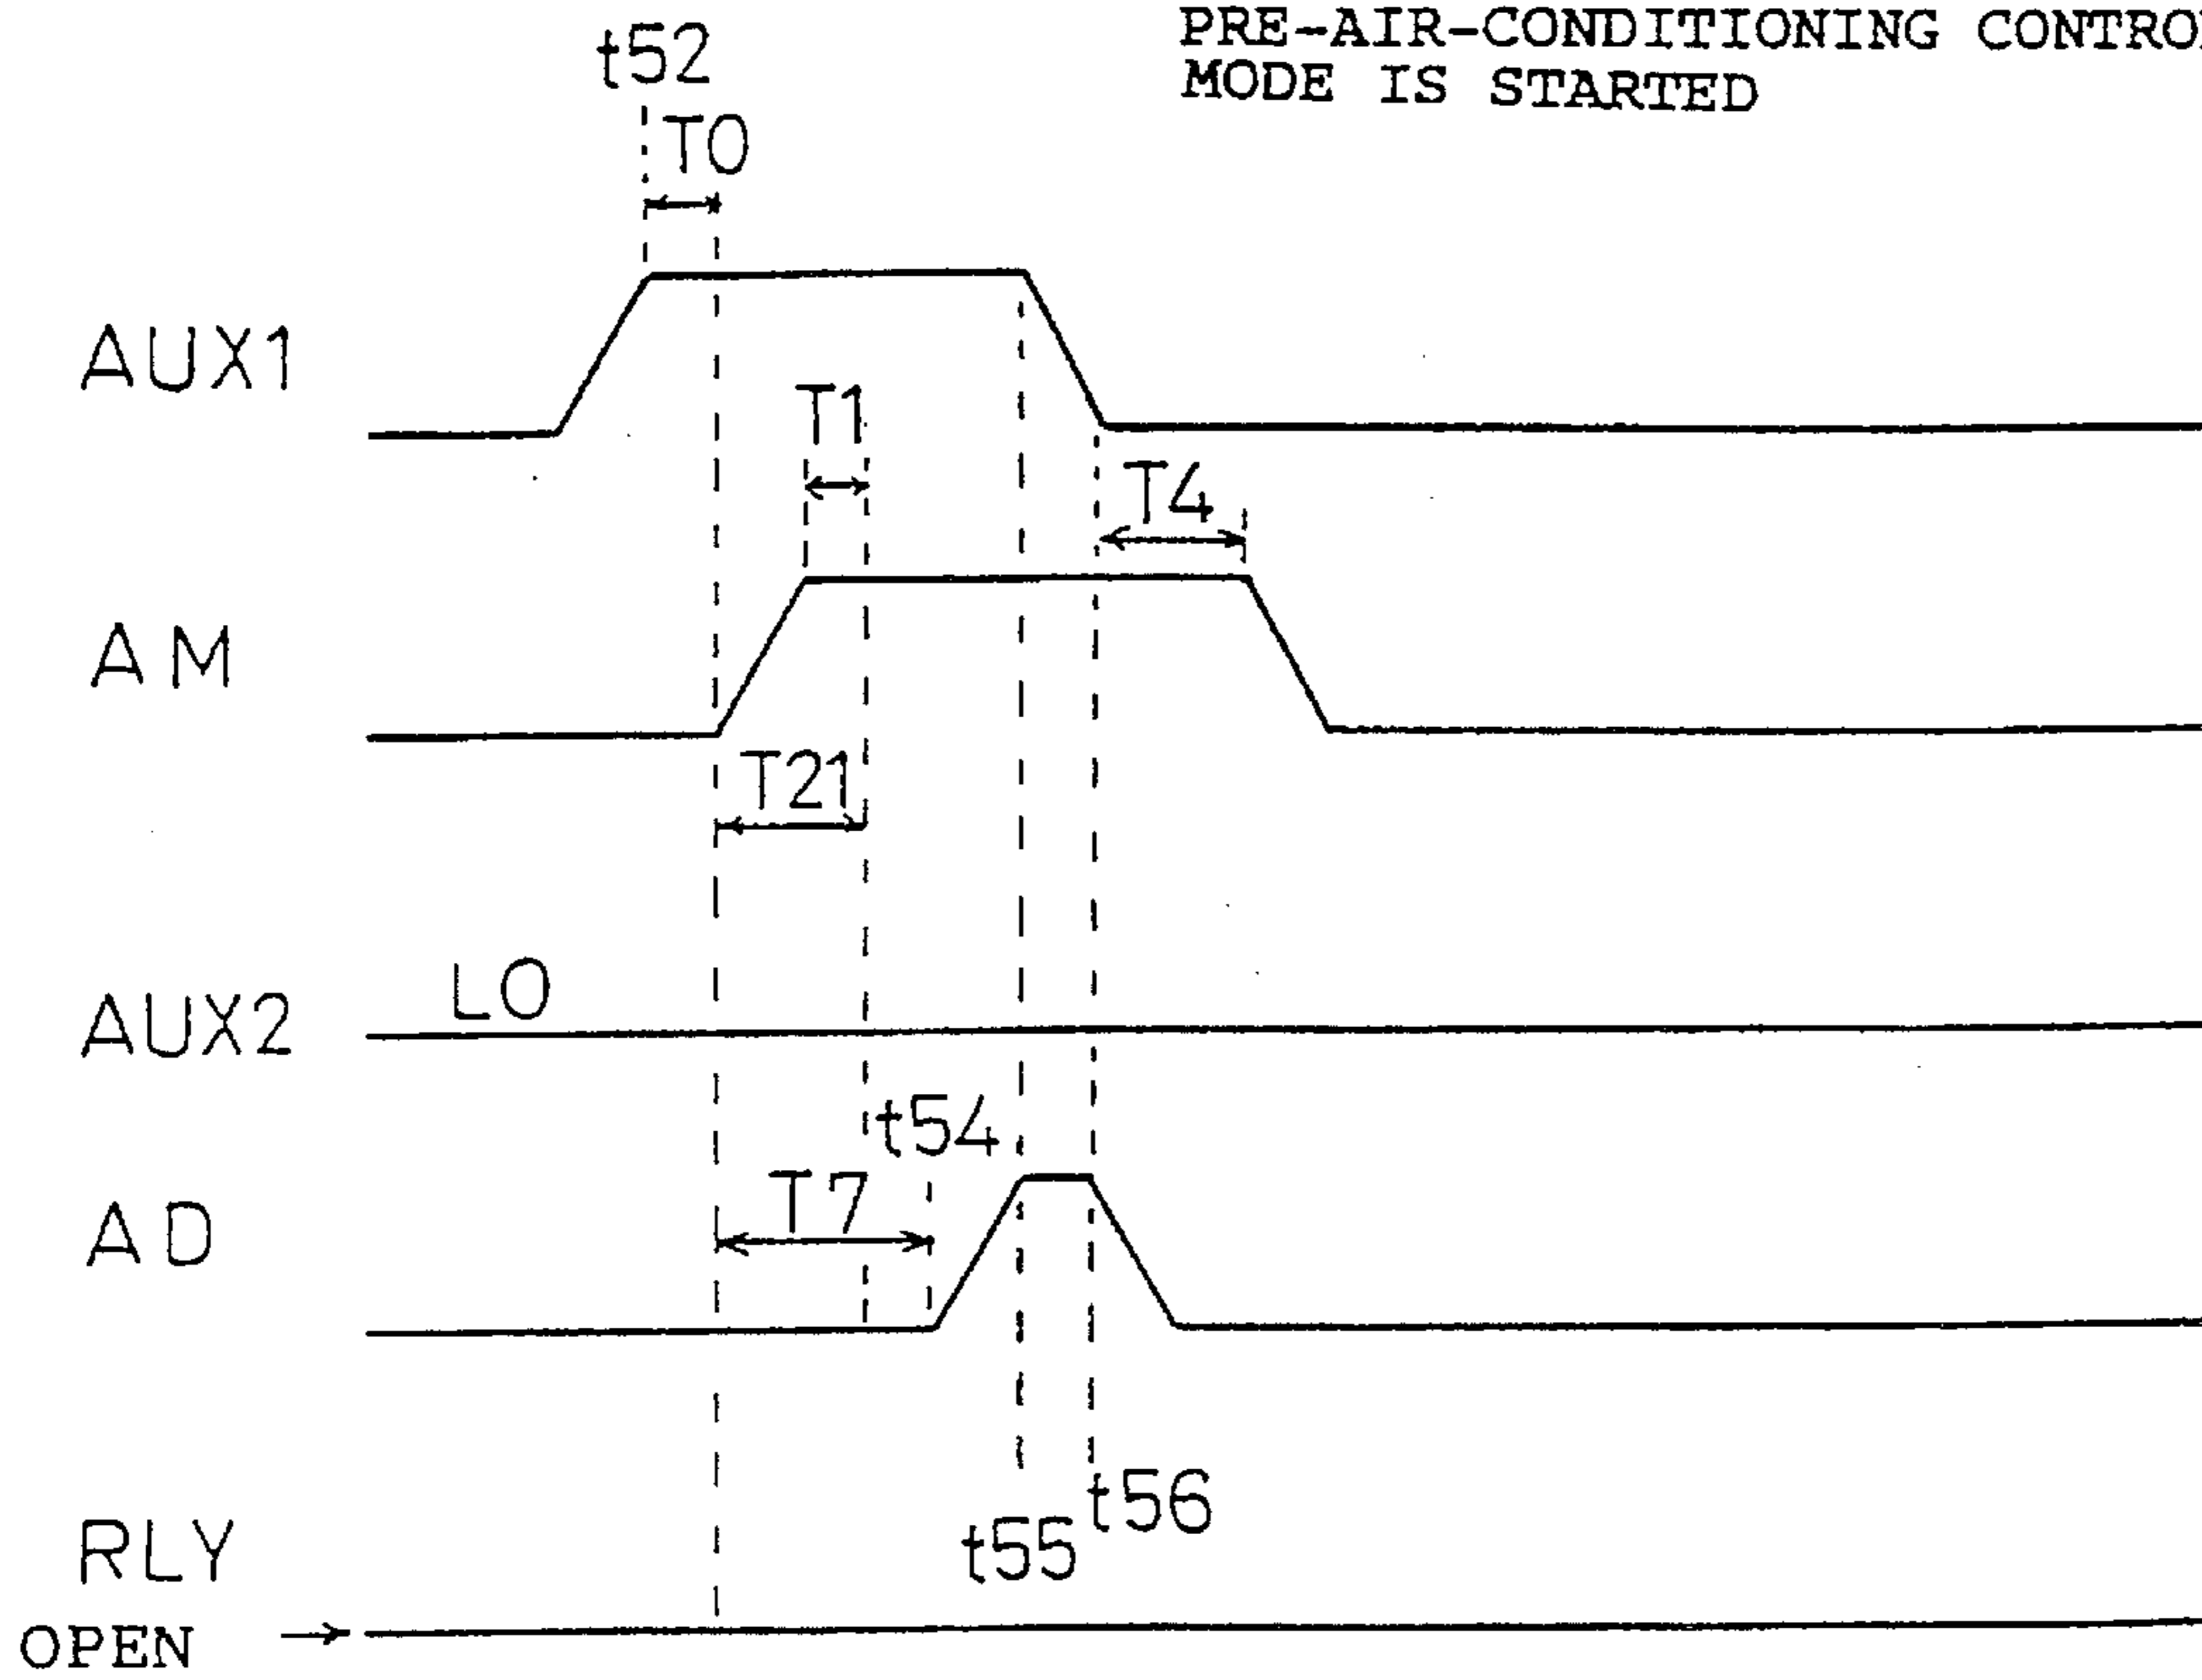 PRE-AIR-CONDITIONING CONTROL
MODE IS STARTED
t52
T0
AUX1
T1
T4
AM
T21
LO
AUX2
t54
T7
AD
t56
t55
RLY
OPEN